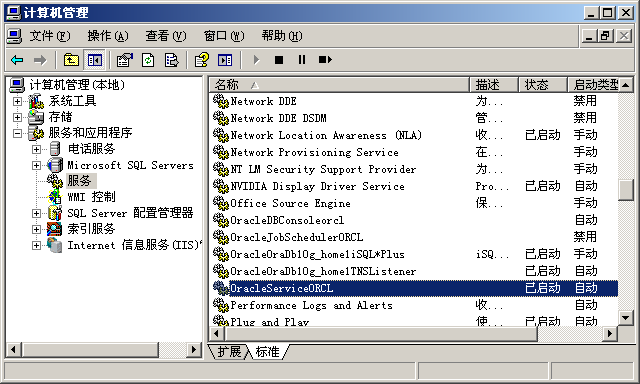 计算机管理
文件(F) 操作(A) 查看(V) 窗口(W) 帮助(H)
计算机管理(本地)
系统工具
存储
服务和应用程序
电话服务
Microsoft SQL Servers
服务
WMI 控制
SQL Server 配置管理器
索引服务
Internet 信息服务(IIS)
名称 描述 状态 启动类型
Network DDE 为... 禁用
Network DDE DSDM 管... 禁用
Network Location Awareness (NLA) 收... 已启动 手动
Network Provisioning Service 在... 手动
NT LM Security Support Provider 为... 手动
NVIDIA Display Driver Service Pro... 已启动 自动
Office Source Engine 保... 手动
OracleDBConsoleorcl 自动
OracleJobSchedulerORCL 禁用
OracleOraDb10g_home1iSQL*Plus iSQ... 已启动 手动
OracleOraDb10g_home1TNSListener 已启动 自动
OracleServiceORCL 已启动 自动
Performance Logs and Alerts 收... 自动
Plug and Play 使... 已启动 自动
扩展 标准